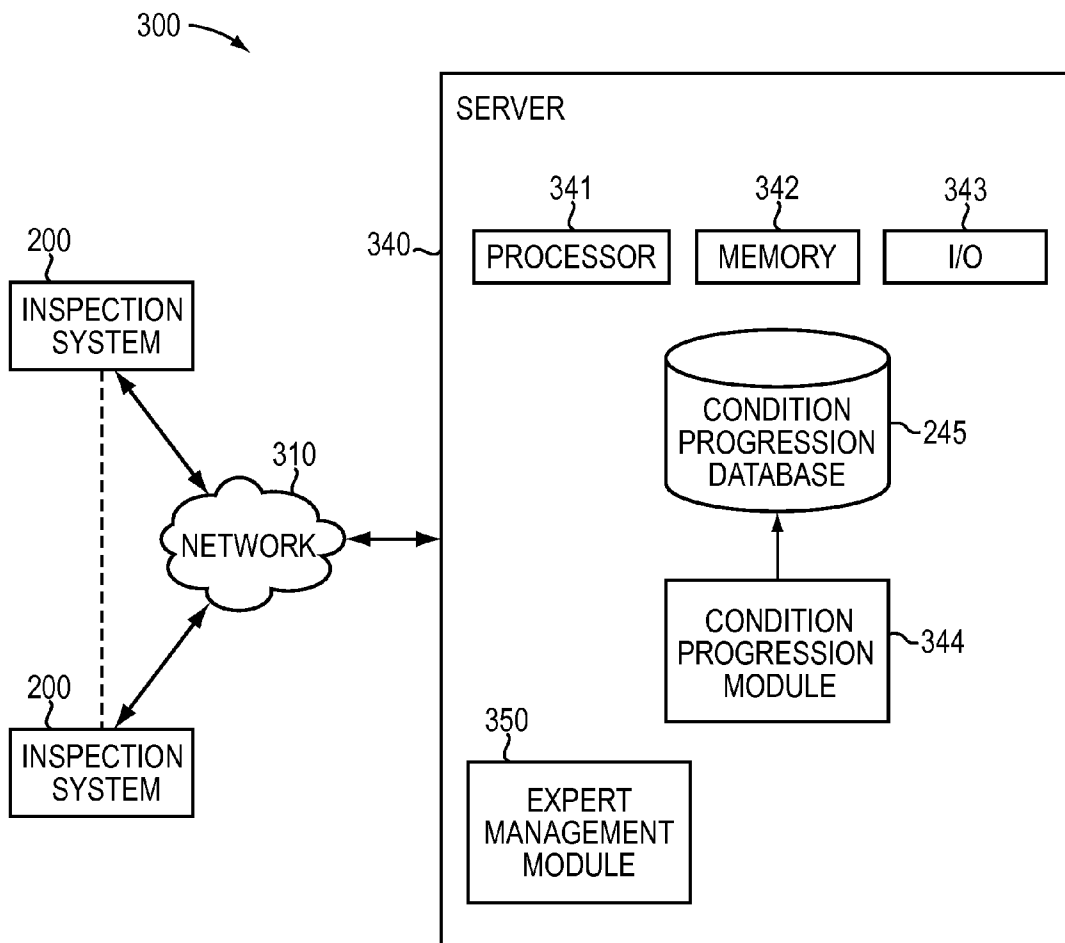 300
SERVER
341
342
343
200
340
PROCESSOR
MEMORY
I/O
INSPECTION
SYSTEM
CONDITION
PROGRESSION
DATABASE
245
310
NETWORK
CONDITION
PROGRESSION
MODULE
344
200
INSPECTION
SYSTEM
350
EXPERT
MANAGEMENT
MODULE